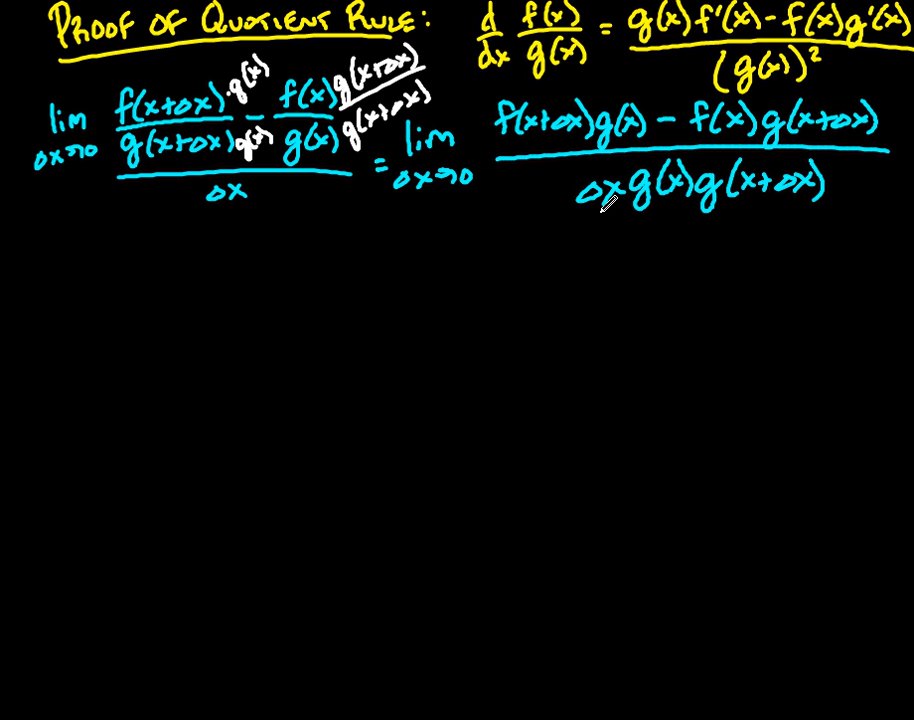 PROOF OF QUOTIENT RULE: d/dx f(x)/g(x) = (g(x)f'(x) - f(x)g'(x))/(g(x))²
lim Δx→0 (f(x+Δx)/g(x+Δx) · g(x)/g(x) - f(x)/g(x) g(x+Δx)/g(x+Δx))/Δx = lim Δx→0 (f(x+Δx)g(x) - f(x)g(x+Δx))/(Δx g(x)g(x+Δx))